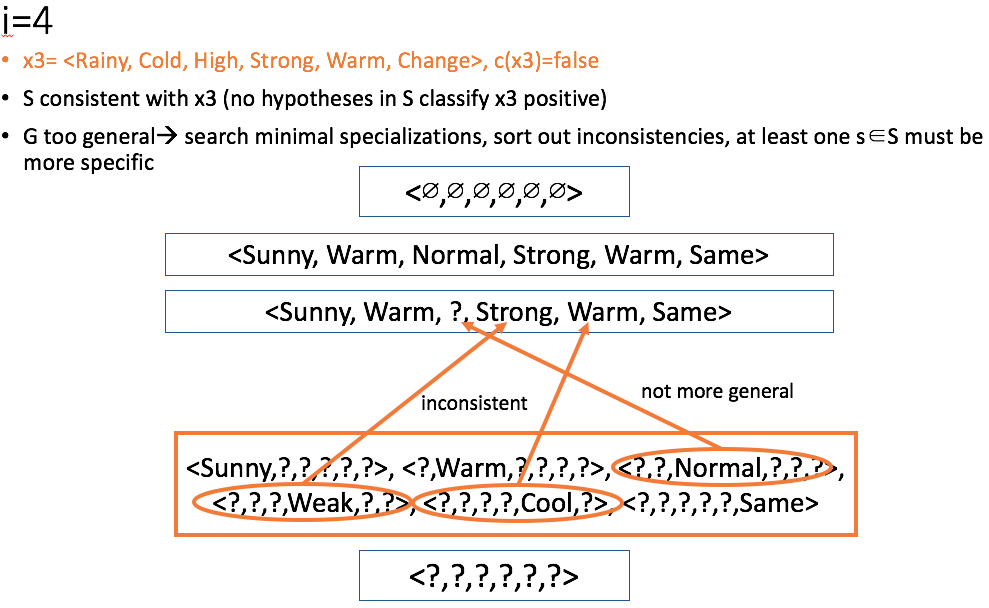 i=4
• x3= <Rainy, Cold, High, Strong, Warm, Change>, c(x3)=false
• S consistent with x3 (no hypotheses in S classify x3 positive)
• G too general→ search minimal specializations, sort out inconsistencies, at least one s∈S must be
more specific
<∅,∅,∅,∅,∅,∅>
<Sunny, Warm, Normal, Strong, Warm, Same>
<Sunny, Warm, ?, Strong, Warm, Same>
not more general
inconsistent
<Sunny,?,?,?,?,?>, <?,Warm,?,?,?,?>, <?,?,Normal,?,?,?>,
<?,?,?,Weak,?,?>, <?,?,?,?,Cool,?>, <?,?,?,?,?,Same>
<?,?,?,?,?,?>